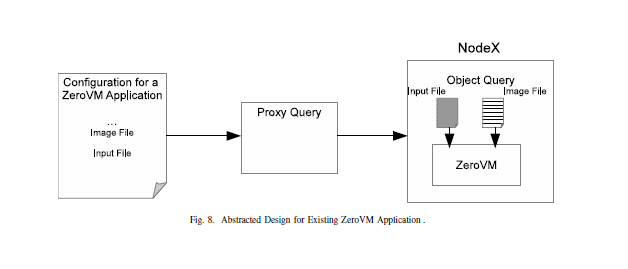 NodeX
Configuration for a
ZeroVM Application
...
Image File
Input File
Proxy Query
Object Query
Input File
Image File
ZeroVM
Fig. 8. Abstracted Design for Existing ZeroVM Application .